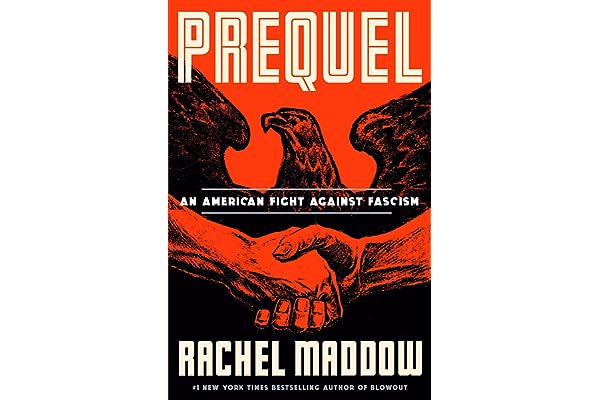 PREQUEL
AN AMERICAN FIGHT AGAINST FASCISM
RACHEL MADDOW
#1 NEW YORK TIMES BESTSELLING AUTHOR OF BLOWOUT